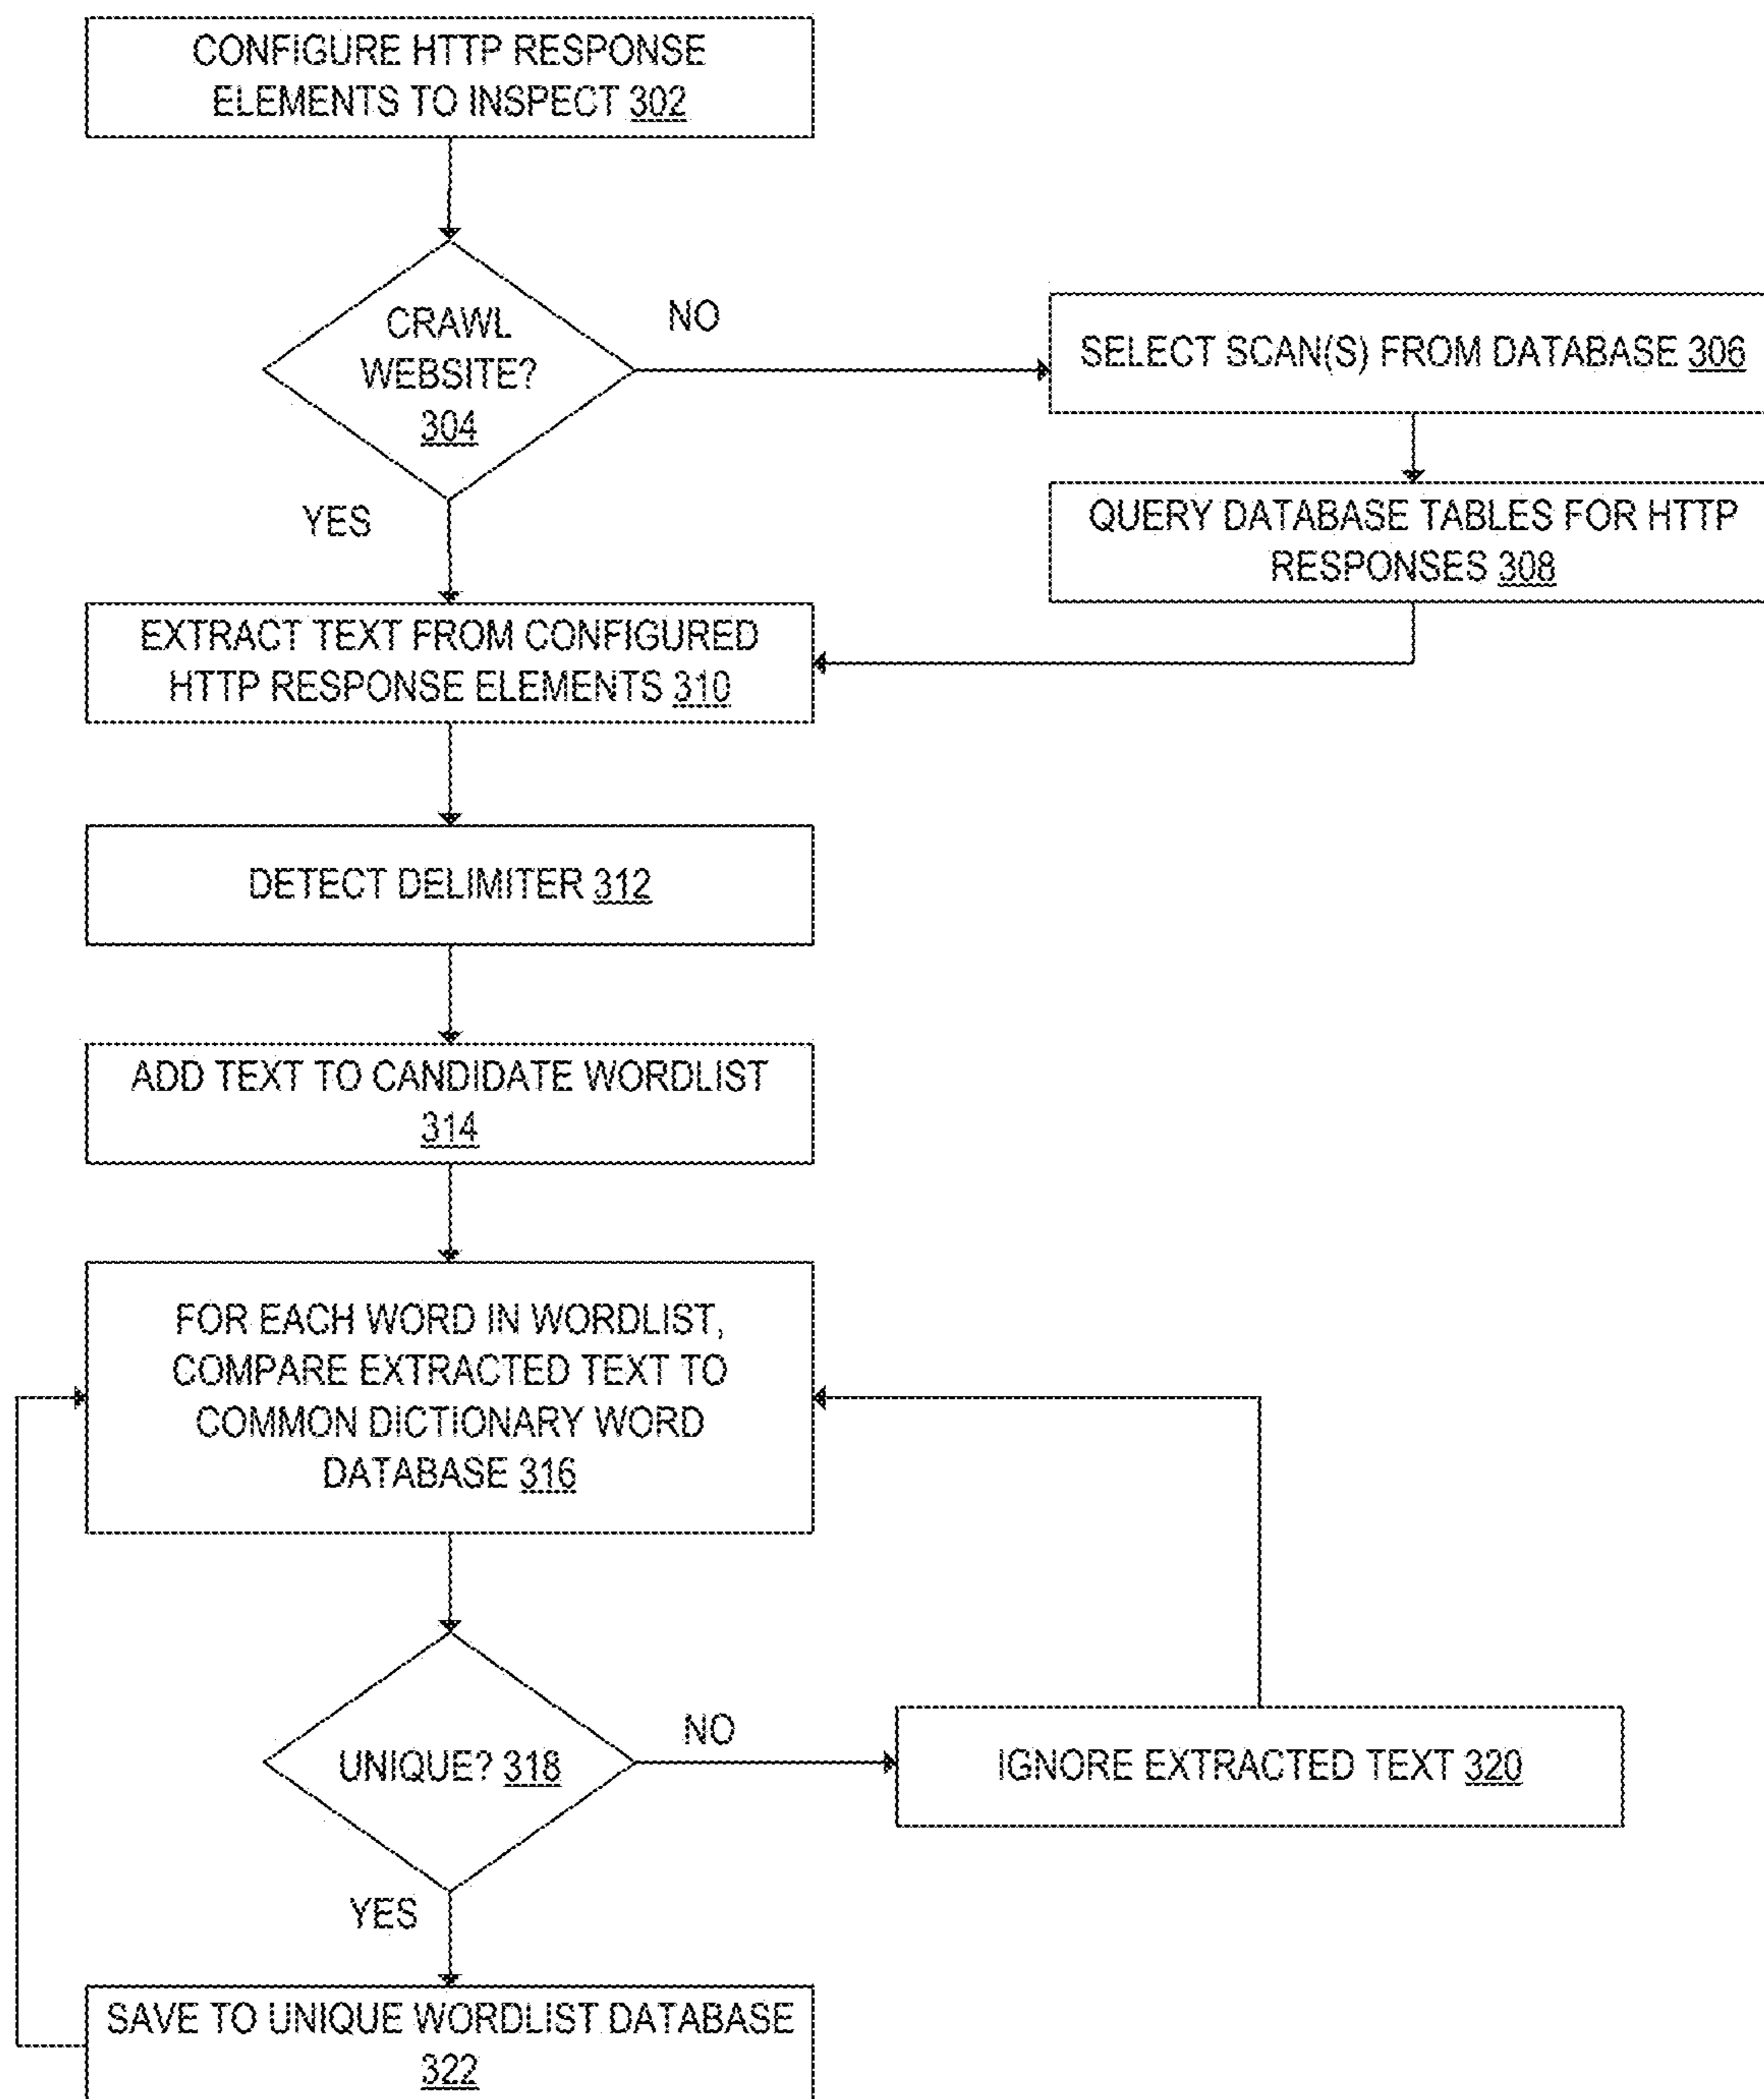 CONFIGURE HTTP RESPONSE
ELEMENTS TO INSPECT 302
CRAWL
WEBSITE?
304
NO
SELECT SCAN(S) FROM DATABASE 306
QUERY DATABASE TABLES FOR HTTP
RESPONSES 308
YES
EXTRACT TEXT FROM CONFIGURED
HTTP RESPONSE ELEMENTS 310
DETECT DELIMITER 312
ADD TEXT TO CANDIDATE WORDLIST
314
FOR EACH WORD IN WORDLIST,
COMPARE EXTRACTED TEXT TO
COMMON DICTIONARY WORD
DATABASE 316
UNIQUE? 318
NO
IGNORE EXTRACTED TEXT 320
YES
SAVE TO UNIQUE WORDLIST DATABASE
322